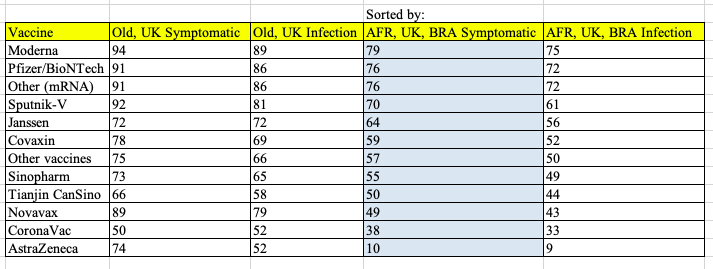 Sorted by:
Vaccine Old, UK Symptomatic Old, UK Infection AFR, UK, BRA Symptomatic AFR, UK, BRA Infection
Moderna 94 89 79 75
Pfizer/BioNTech 91 86 76 72
Other (mRNA) 91 86 76 72
Sputnik-V 92 81 70 61
Janssen 72 72 64 56
Covaxin 78 69 59 52
Other vaccines 75 66 57 50
Sinopharm 73 65 55 49
Tianjin CanSino 66 58 50 44
Novavax 89 79 49 43
CoronaVac 50 52 38 33
AstraZeneca 74 52 10 9